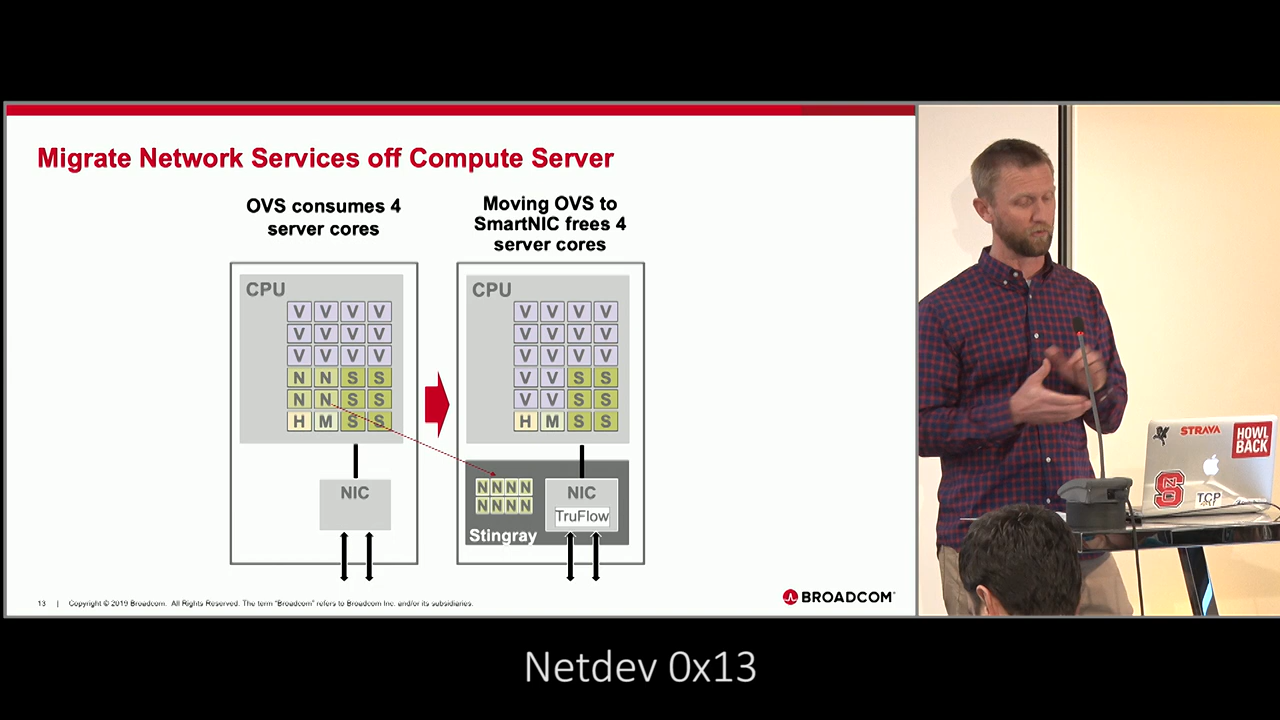 Migrate Network Services off Compute Server
OVS consumes 4
server cores
Moving OVS to
SmartNIC frees 4
server cores
CPU
V V V V
V V V V
V V V V
N N S S
N N S S
H M S S
NIC
CPU
V V V V
V V V V
V V V V
V V S S
V V S S
H M S S
N N N N
N N N N
Stingray
NIC
TruFlow
13 | Copyright © 2019 Broadcom. All Rights Reserved. The term "Broadcom" refers to Broadcom Inc. and/or its subsidiaries.
BROADCOM
STRAVA
HOWL
BACK
S
TCP
Netdev 0x13